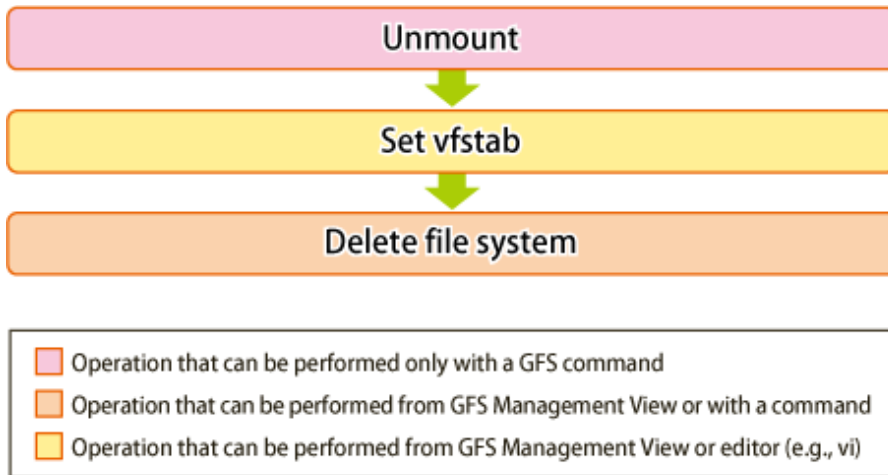 Unmount
Set vfstab
Delete file system
Operation that can be performed only with a GFS command
Operation that can be performed from GFS Management View or with a command
Operation that can be performed from GFS Management View or editor (e.g., vi)